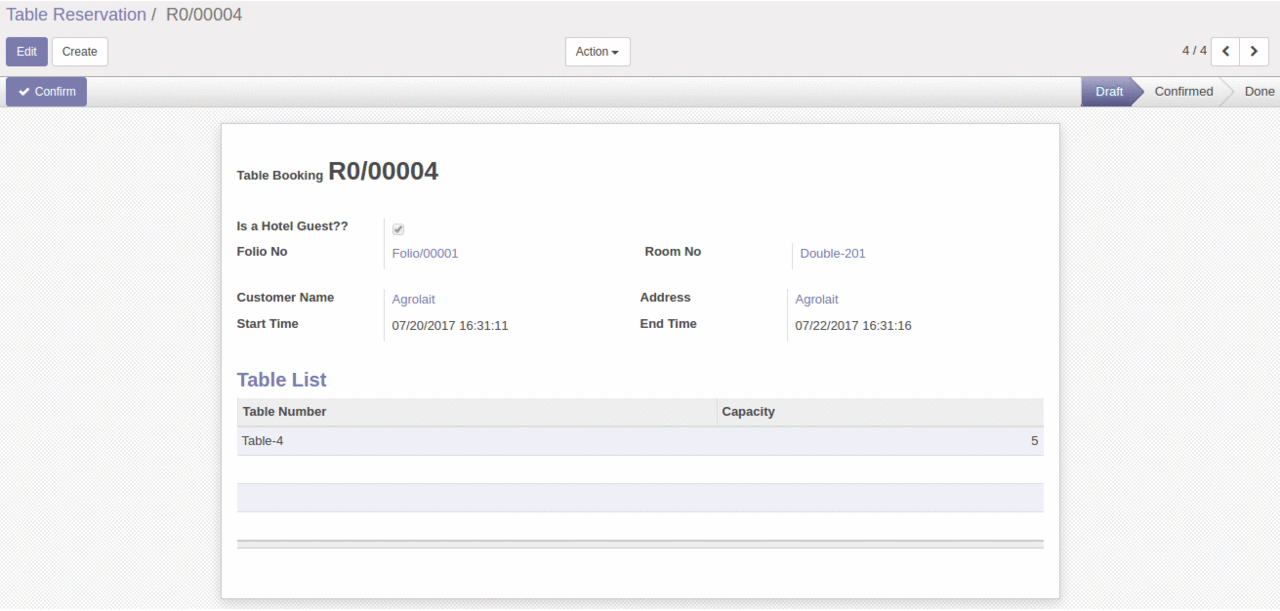 Table Reservation / R0/00004
Edit Create Action 4 / 4
Confirm Draft Confirmed Done
Table Booking R0/00004
Is a Hotel Guest??
Folio No Folio/00001 Room No Double-201
Customer Name Agrolait Address Agrolait
Start Time 07/20/2017 16:31:11 End Time 07/22/2017 16:31:16
Table List
Table Number Capacity
Table-4 5